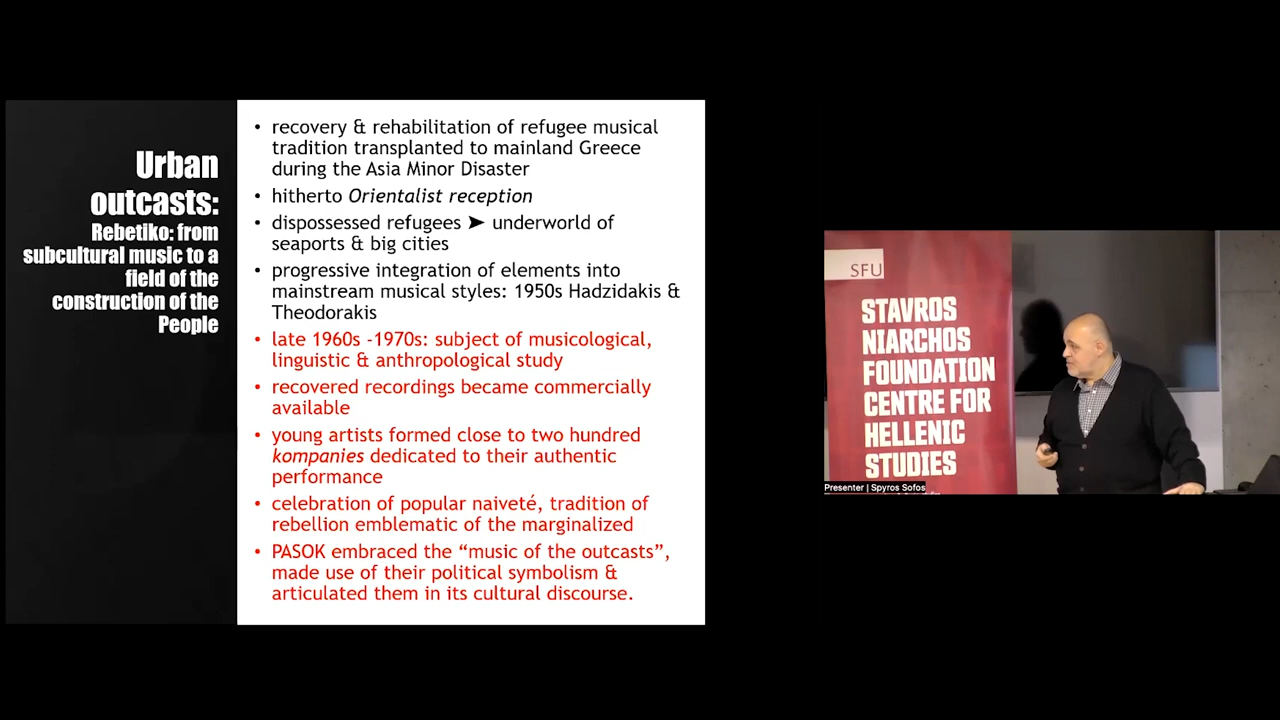 Urban
outcasts:
Rebetiko: from
subcultural music to a
field of the
construction of the
People
• recovery & rehabilitation of refugee musical
tradition transplanted to mainland Greece
during the Asia Minor Disaster
• hitherto Orientalist reception
• dispossessed refugees ➤ underworld of
seaports & big cities
• progressive integration of elements into
mainstream musical styles: 1950s Hadzidakis &
Theodorakis
• late 1960s -1970s: subject of musicological,
linguistic & anthropological study
• recovered recordings became commercially
available
• young artists formed close to two hundred
kompanies dedicated to their authentic
performance
• celebration of popular naiveté, tradition of
rebellion emblematic of the marginalized
• PASOK embraced the “music of the outcasts”,
made use of their political symbolism &
articulated them in its cultural discourse.
SFU
STAVROS
NIARCHOS
FOUNDATION
CENTRE FOR
HELLENIC
STUDIES
Presenter | Spyros Sofos